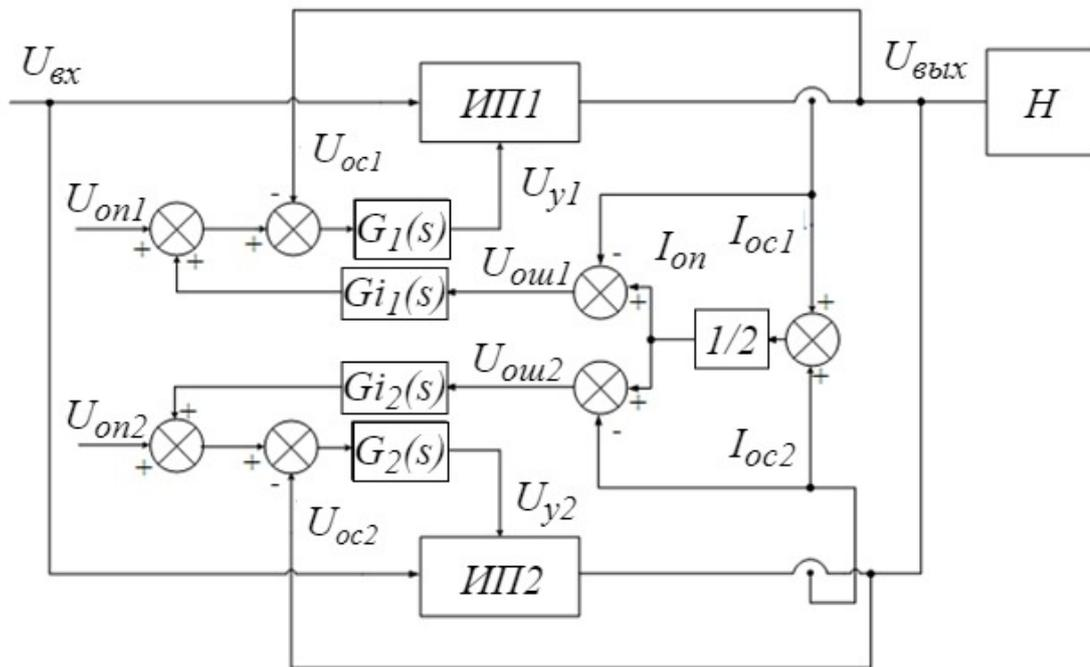 U_вх
ИП1
U_вых
Н
U_ос1
-
U_оп1
+
+
+
G_1(s)
U_у1
I_ос1
I_оп
-
+
U_ош1
Gi_1(s)
+
1/2
+
U_ош2
Gi_2(s)
+
-
U_оп2
+
+
+
-
G_2(s)
I_ос2
U_у2
U_ос2
ИП2